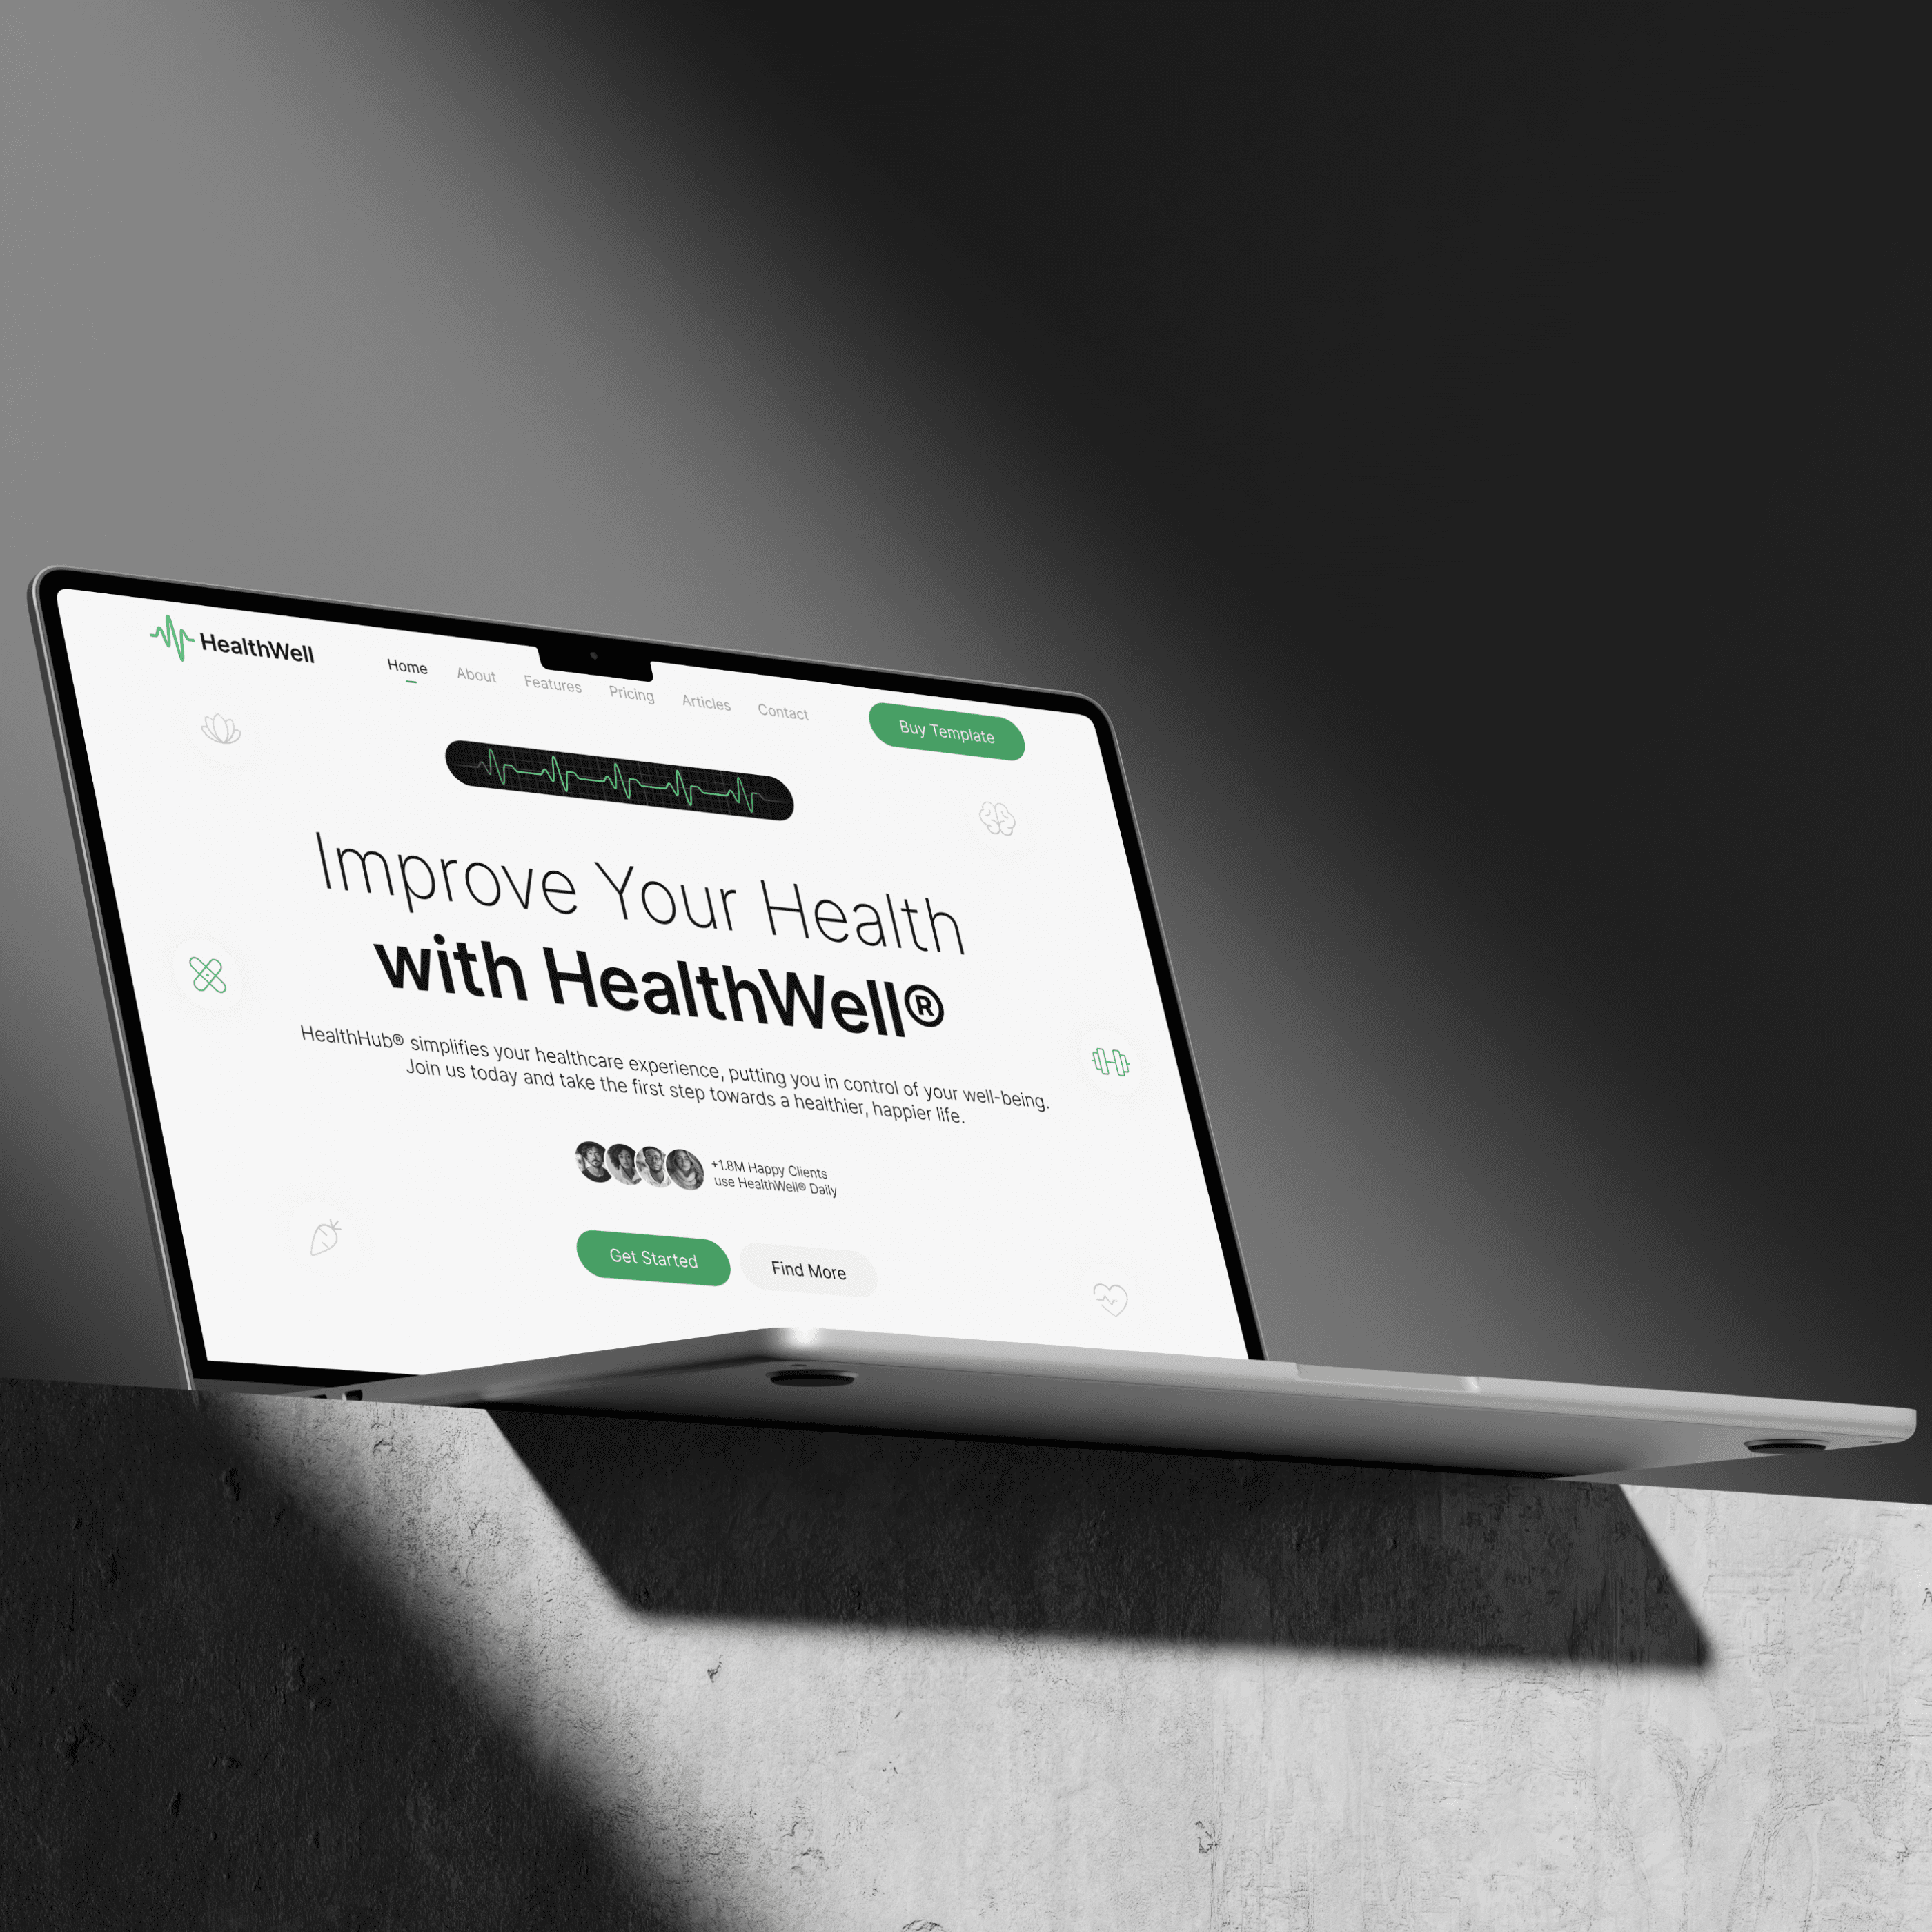 HealthWell
Home About Features Pricing Articles Contact
Buy Template
Improve Your Health
with HealthWell®
HealthHub® simplifies your healthcare experience, putting you in control of your well-being.
Join us today and take the first step towards a healthier, happier life.
+1.8M Happy Clients
use HealthWell® Daily
Get Started
Find More